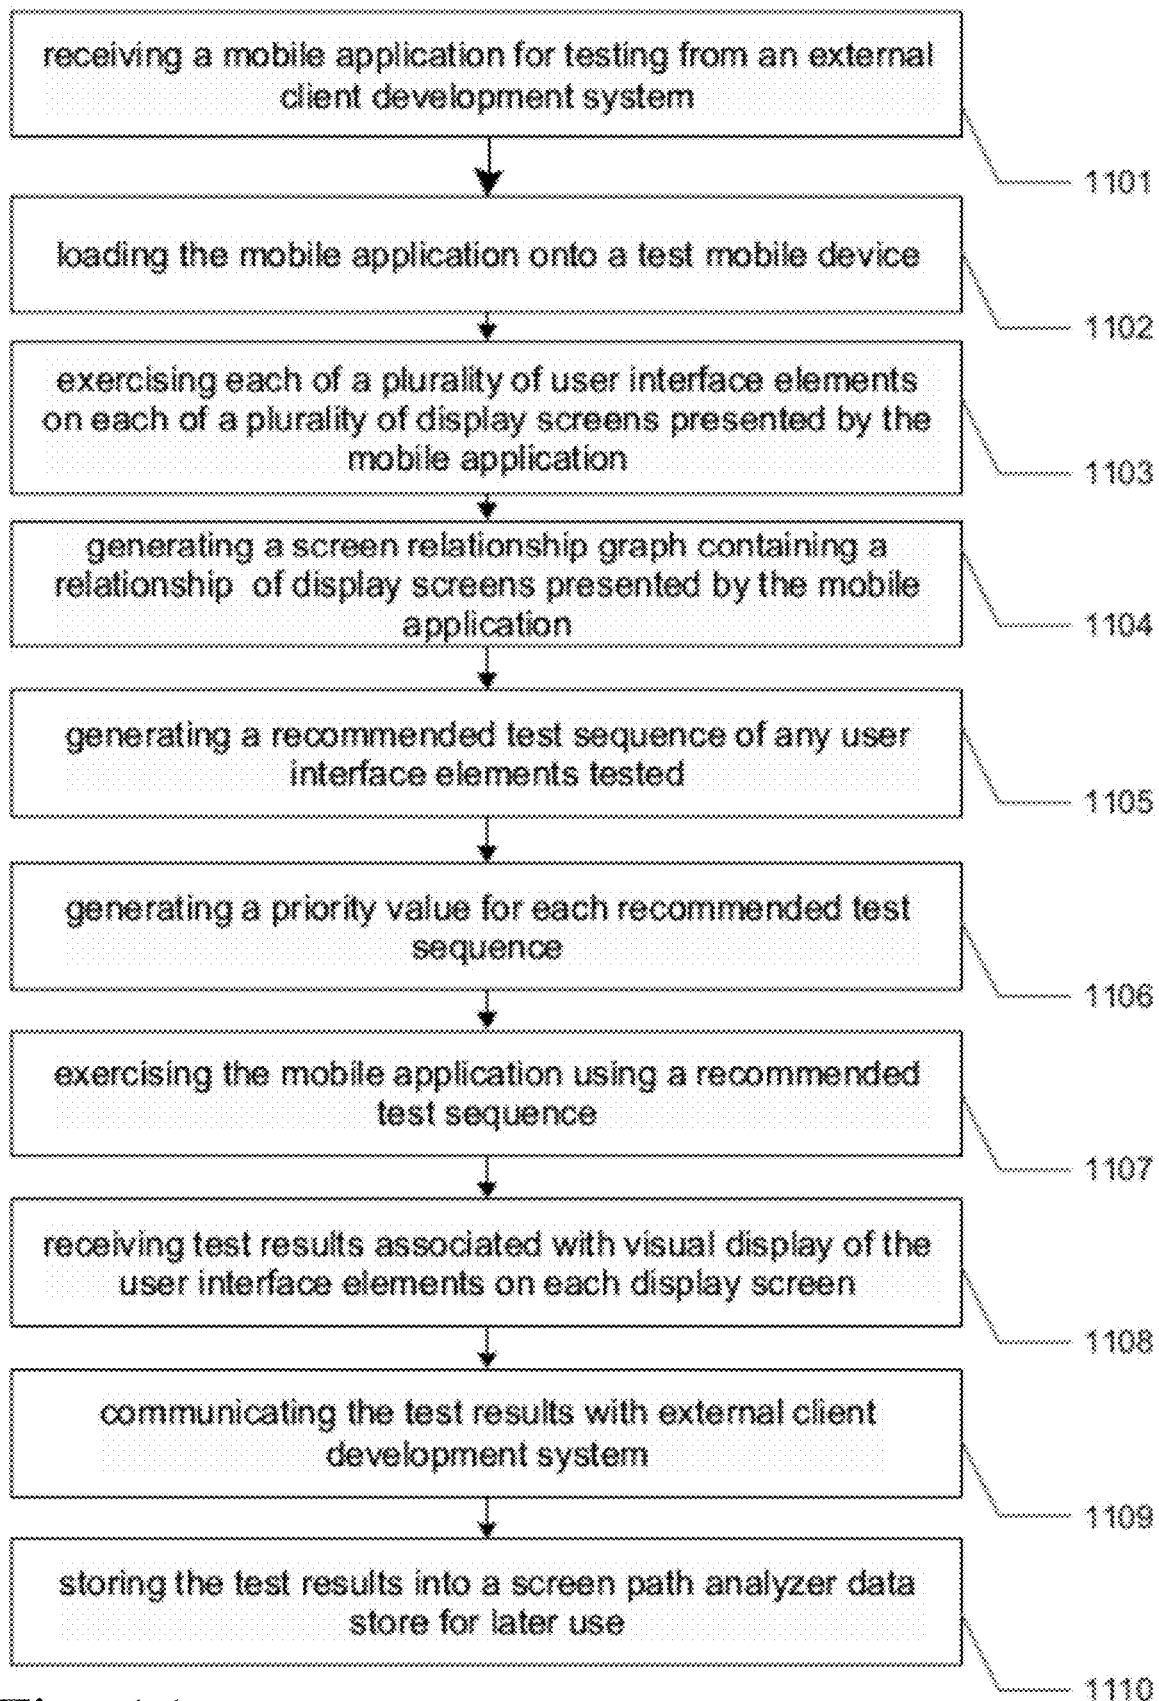 receiving a mobile application for testing from an external
client development system
1101
loading the mobile application onto a test mobile device
1102
exercising each of a plurality of user interface elements
on each of a plurality of display screens presented by the
mobile application
1103
generating a screen relationship graph containing a
relationship of display screens presented by the mobile
application
1104
generating a recommended test sequence of any user
interface elements tested
1105
generating a priority value for each recommended test
sequence
1106
exercising the mobile application using a recommended
test sequence
1107
receiving test results associated with visual display of the
user interface elements on each display screen
1108
communicating the test results with external client
development system
1109
storing the test results into a screen path analyzer data
store for later use
1110